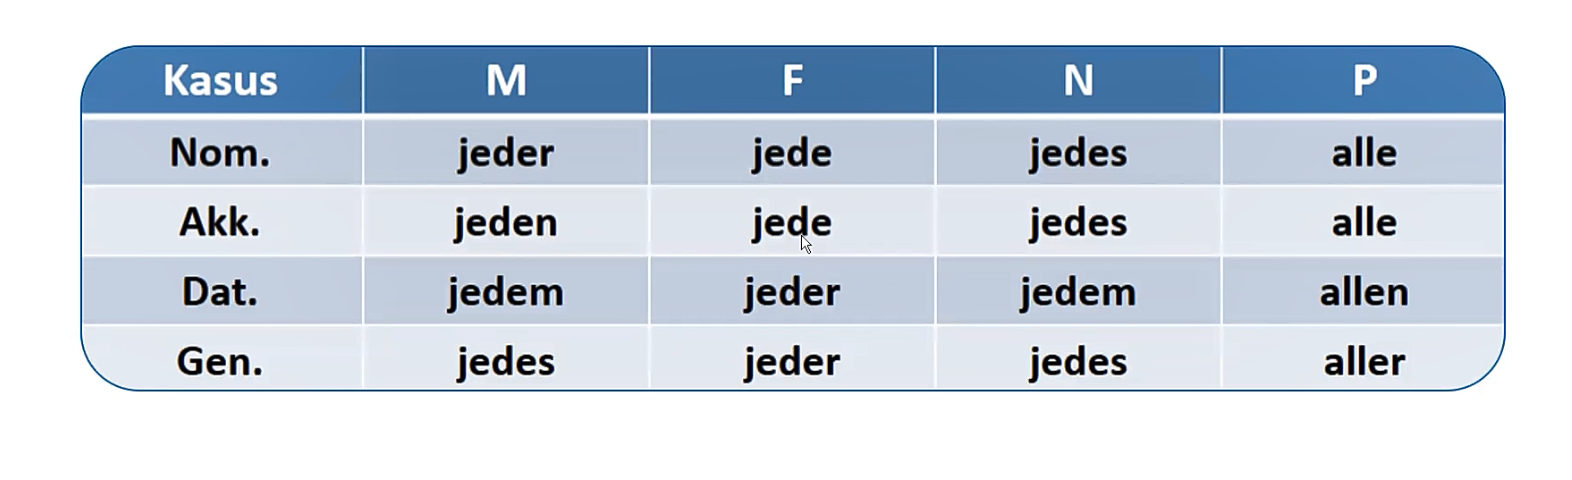 Kasus M F N P
Nom. jeder jede jedes alle
Akk. jeden jede jedes alle
Dat. jedem jeder jedem allen
Gen. jedes jeder jedes aller